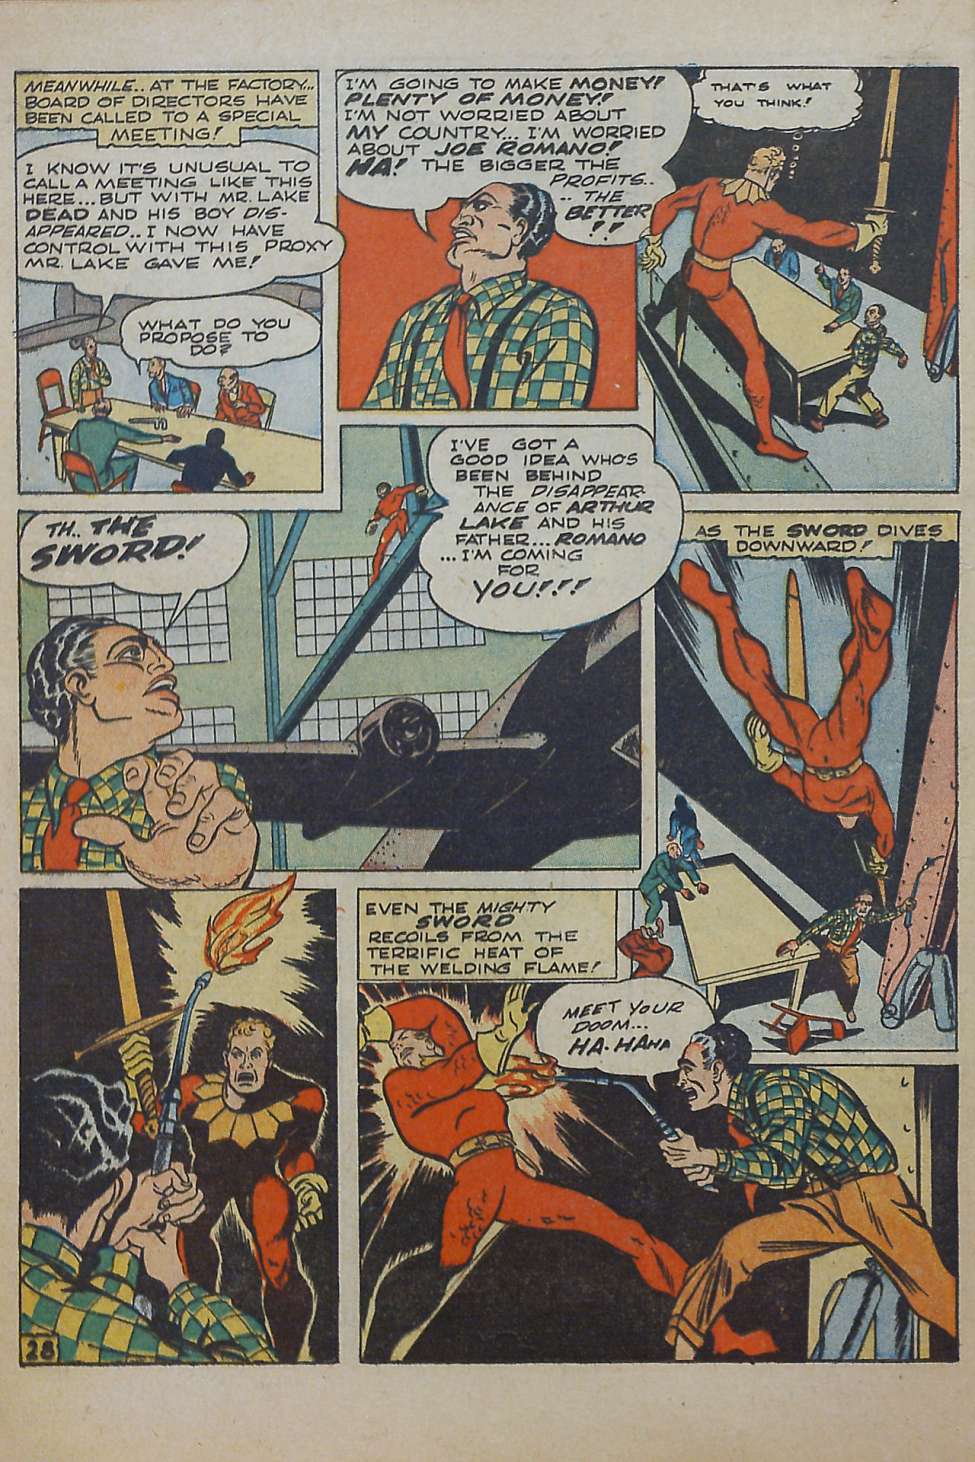 MEANWHILE.. AT THE FACTORY...
BOARD OF DIRECTORS HAVE
BEEN CALLED TO A SPECIAL
MEETING!
I KNOW IT'S UNUSUAL TO
CALL A MEETING LIKE THIS
HERE... BUT WITH MR. LAKE
DEAD AND HIS BOY DIS-
APPEARED.. I NOW HAVE
CONTROL WITH THIS PROXY
MR. LAKE GAVE ME!
WHAT DO YOU
PROPOSE TO
DO?
I'M GOING TO MAKE MONEY!
PLENTY OF MONEY!
I'M NOT WORRIED ABOUT
MY COUNTRY... I'M WORRIED
ABOUT JOE ROMANO!
HA! THE BIGGER THE
PROFITS..
.. THE
BETTER
!!
THAT'S WHAT
YOU THINK!
TH.. THE
SWORD!
I'VE GOT A
GOOD IDEA WHO'S
BEEN BEHIND
THE DISAPPEAR-
ANCE OF ARTHUR
LAKE AND HIS
FATHER... ROMANO
...I'M COMING
FOR
YOU!!!
AS THE SWORD DIVES
DOWNWARD!
EVEN THE MIGHTY
SWORD
RECOILS FROM THE
TERRIFIC HEAT OF
THE WELDING FLAME!
MEET YOUR
DOOM...
HA-HAHA
28